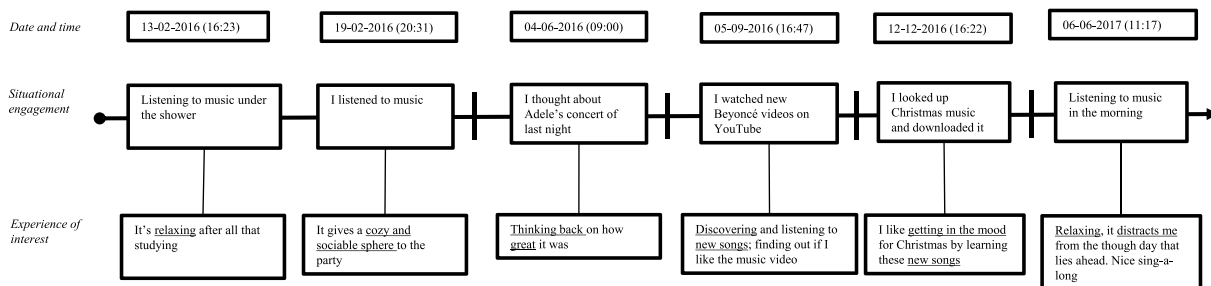 Date and time
13-02-2016 (16:23)
19-02-2016 (20:31)
04-06-2016 (09:00)
05-09-2016 (16:47)
12-12-2016 (16:22)
06-06-2017 (11:17)
Situational
engagement
Listening to music under
the shower
I listened to music
I thought about
Adele’s concert of
last night
I watched new
Beyoncé videos on
YouTube
I looked up
Christmas music
and downloaded it
Listening to music
in the morning
Experience of
interest
It’s relaxing after all that
studying
It gives a cozy and
sociable sphere to the
party
Thinking back on how
great it was
Discovering and listening to
new songs; finding out if I
like the music video
I like getting in the mood
for Christmas by learning
these new songs
Relaxing, it distracts me
from the though day that
lies ahead. Nice sing-a-
long